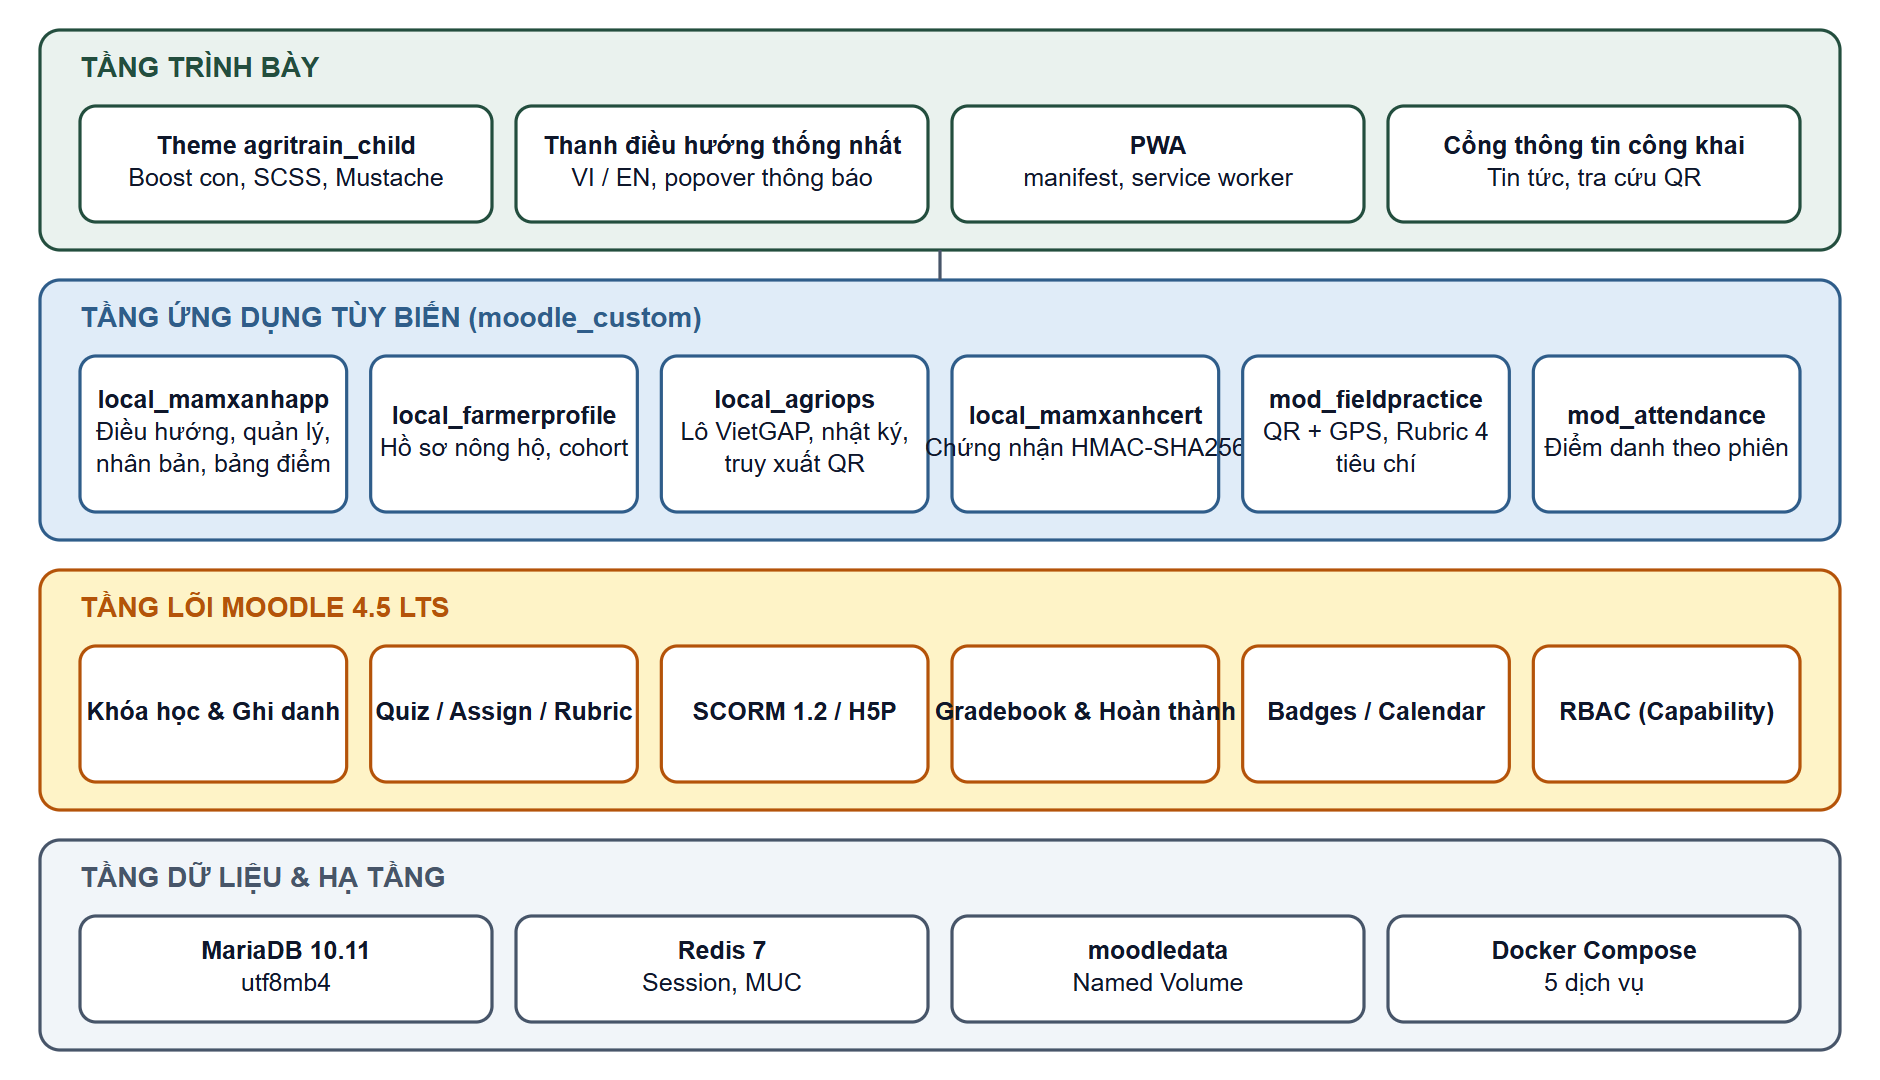 TẦNG TRÌNH BÀY
Theme agritrain_child
Boost con, SCSS, Mustache
Thanh điều hướng thống nhất
VI / EN, popover thông báo
PWA
manifest, service worker
Cổng thông tin công khai
Tin tức, tra cứu QR
TẦNG ỨNG DỤNG TÙY BIẾN (moodle_custom)
local_mamxanhapp
Điều hướng, quản lý,
nhân bản, bảng điểm
local_farmerprofile
Hồ sơ nông hộ, cohort
local_agriops
Lô VietGAP, nhật ký,
truy xuất QR
local_mamxanhcert
Chứng nhận HMAC-SHA256
mod_fieldpractice
QR + GPS, Rubric 4
tiêu chí
mod_attendance
Điểm danh theo phiên
TẦNG LÕI MOODLE 4.5 LTS
Khóa học & Ghi danh
Quiz / Assign / Rubric
SCORM 1.2 / H5P
Gradebook & Hoàn thành
Badges / Calendar
RBAC (Capability)
TẦNG DỮ LIỆU & HẠ TẦNG
MariaDB 10.11
utf8mb4
Redis 7
Session, MUC
moodledata
Named Volume
Docker Compose
5 dịch vụ